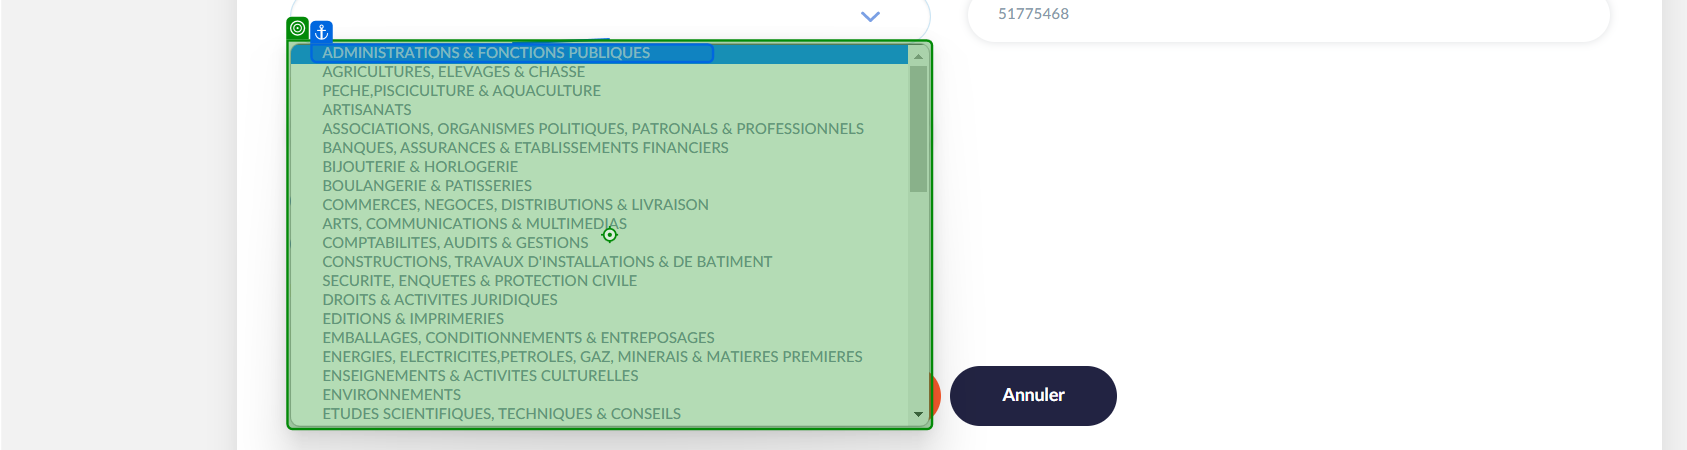 51775468
ADMINISTRATIONS & FONCTIONS PUBLIQUES
AGRICULTURES, ELEVAGES & CHASSE
PECHE,PISCICULTURE & AQUACULTURE
ARTISANATS
ASSOCIATIONS, ORGANISMES POLITIQUES, PATRONALS & PROFESSIONNELS
BANQUES, ASSURANCES & ETABLISSEMENTS FINANCIERS
BIJOUTERIE & HORLOGERIE
BOULANGERIE & PATISSERIES
COMMERCES, NEGOCES, DISTRIBUTIONS & LIVRAISON
ARTS, COMMUNICATIONS & MULTIMEDIAS
COMPTABILITES, AUDITS & GESTIONS
CONSTRUCTIONS, TRAVAUX D'INSTALLATIONS & DE BATIMENT
SECURITE, ENQUETES & PROTECTION CIVILE
DROITS & ACTIVITES JURIDIQUES
EDITIONS & IMPRIMERIES
EMBALLAGES, CONDITIONNEMENTS & ENTREPOSAGES
ENERGIES, ELECTRICITES,PETROLES, GAZ, MINERAIS & MATIERES PREMIERES
ENSEIGNEMENTS & ACTIVITES CULTURELLES
ENVIRONNEMENTS
ETUDES SCIENTIFIQUES, TECHNIQUES & CONSEILS
Annuler